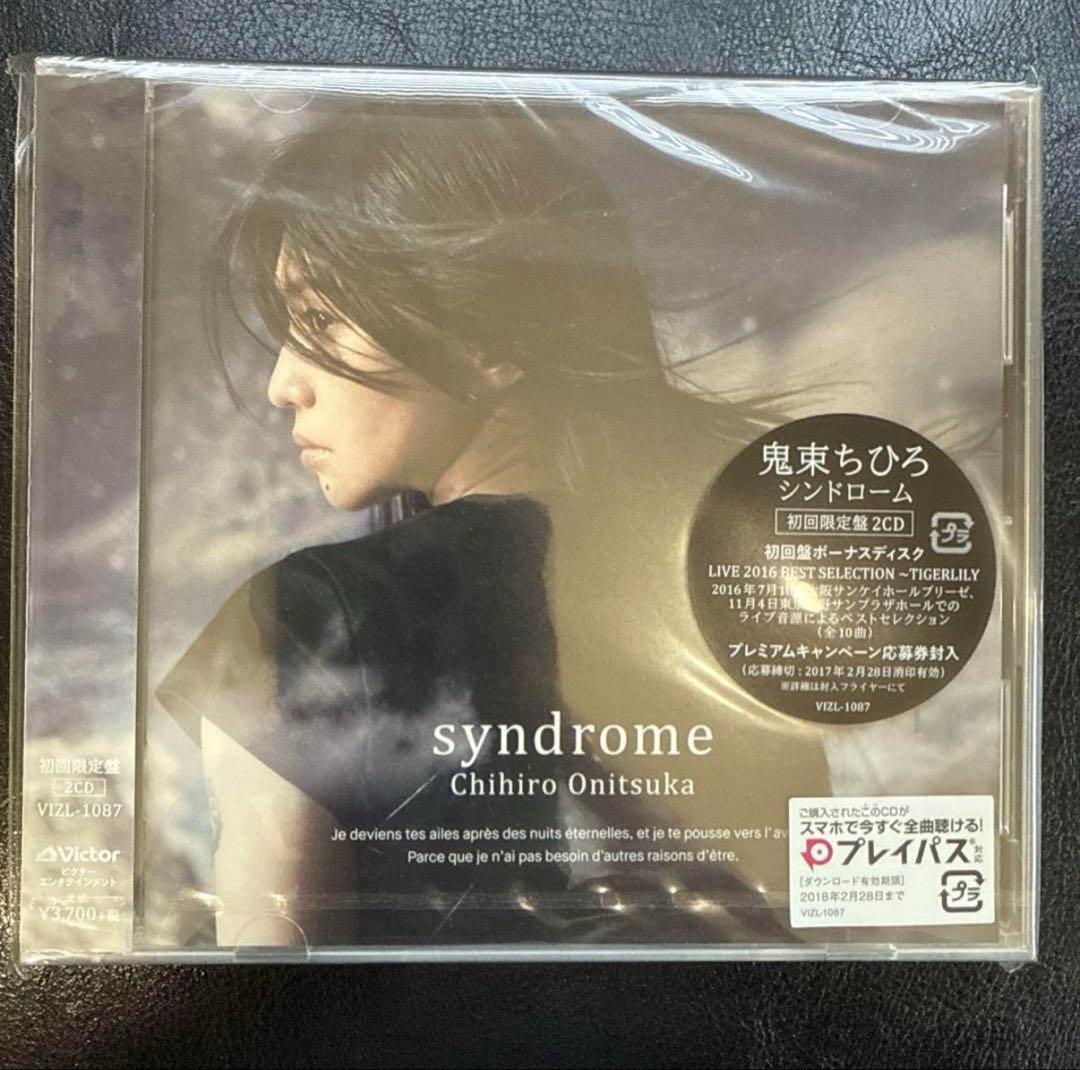 鬼束ちひろ
シンドローム
初回限定盤 2CD
プラ
初回盤ボーナスディスク
LIVE 2016 BEST SELECTION ~TIGERLILY
2016年7月
阪サンケイホールブリーゼ、
11月4日東
野サンプラザホールでの
ライブ音源によるベストセレクション
(全10曲)
プレミアムキャンペーン応募券封入
(応募締切:2017年2月28日消印有効)
※詳細は封入フライヤーにて
VIZL-1087
syndrome
Chihiro Onitsuka
Je deviens tes ailes après des nuits éternelles, et je te pousse vers l'av
Parce que je n'ai pas besoin d'autres raisons d'être.
初回限定盤
2CD
VIZL-1087
Victor
ビクター
エンタテインメント
¥3,700+税
ご購入されたこのCDが
スマホで今すぐ全曲聴ける!
プレイパス®対応
[ダウンロード有効期限]
2018年2月28日まで
VIZL-1087
プラ